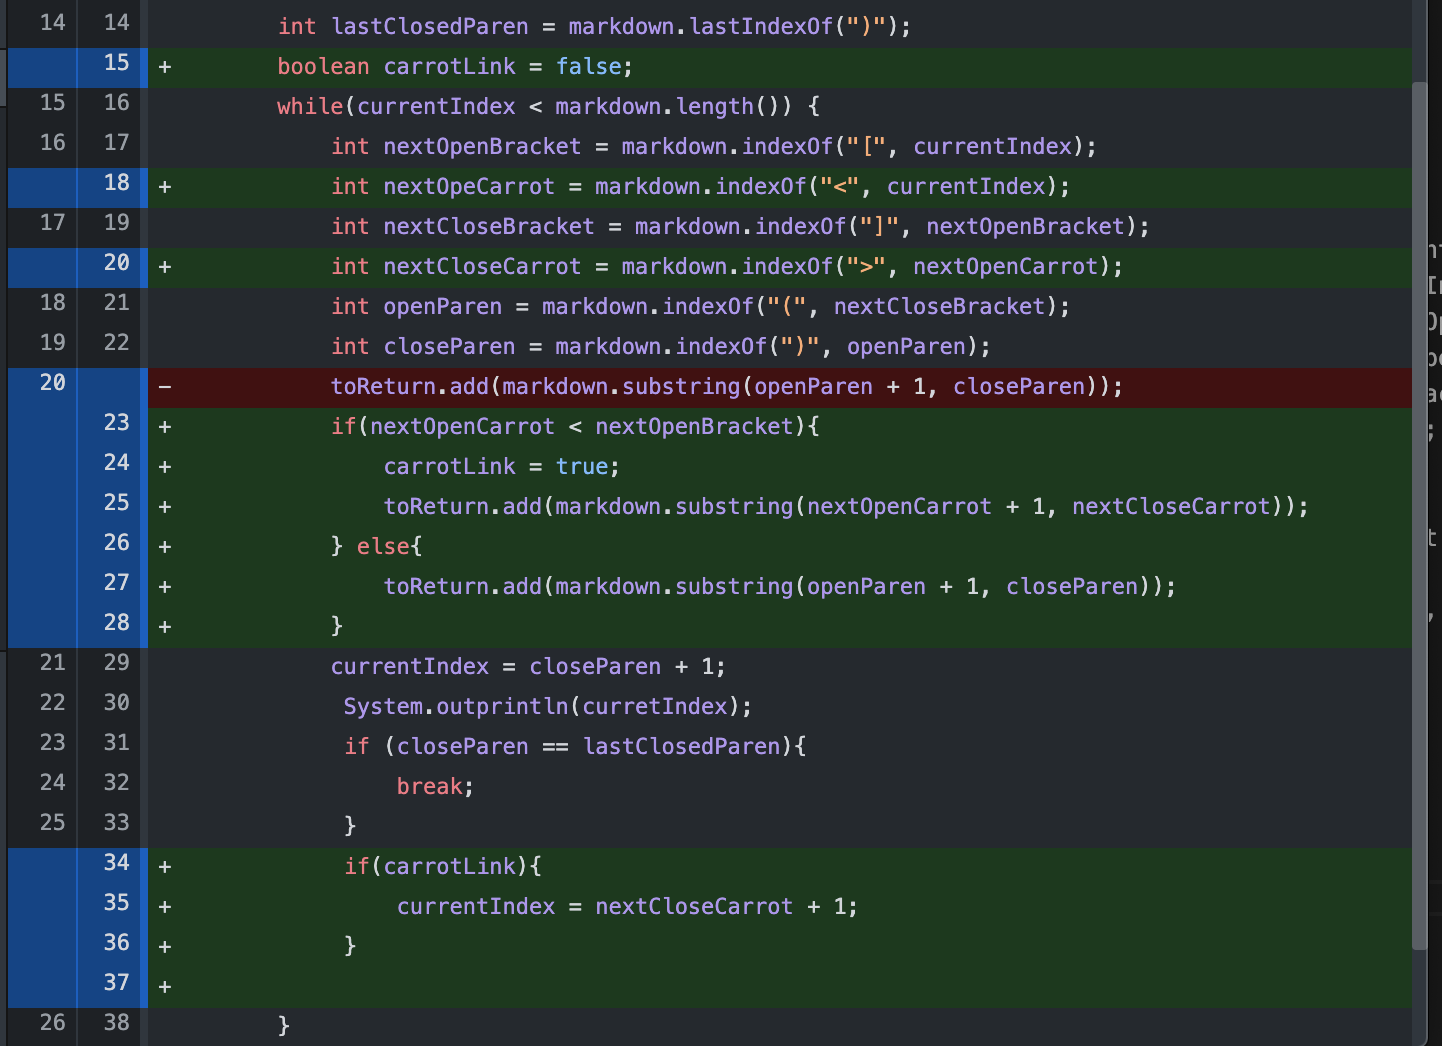 14 14 int lastClosedParen = markdown.lastIndexOf(")");
15 + boolean carrotLink = false;
15 16 while(currentIndex < markdown.length()) {
16 17 int nextOpenBracket = markdown.indexOf("[", currentIndex);
18 + int nextOpeCarrot = markdown.indexOf("<", currentIndex);
17 19 int nextCloseBracket = markdown.indexOf("]", nextOpenBracket);
20 + int nextCloseCarrot = markdown.indexOf(">", nextOpenCarrot);
18 21 int openParen = markdown.indexOf("(", nextCloseBracket);
19 22 int closeParen = markdown.indexOf(")", openParen);
20 − toReturn.add(markdown.substring(openParen + 1, closeParen));
23 + if(nextOpenCarrot < nextOpenBracket){
24 + carrotLink = true;
25 + toReturn.add(markdown.substring(nextOpenCarrot + 1, nextCloseCarrot));
26 + } else{
27 + toReturn.add(markdown.substring(openParen + 1, closeParen));
28 + }
21 29 currentIndex = closeParen + 1;
22 30 System.outprintln(curretIndex);
23 31 if (closeParen == lastClosedParen){
24 32 break;
25 33 }
34 + if(carrotLink){
35 + currentIndex = nextCloseCarrot + 1;
36 + }
37 +
26 38 }